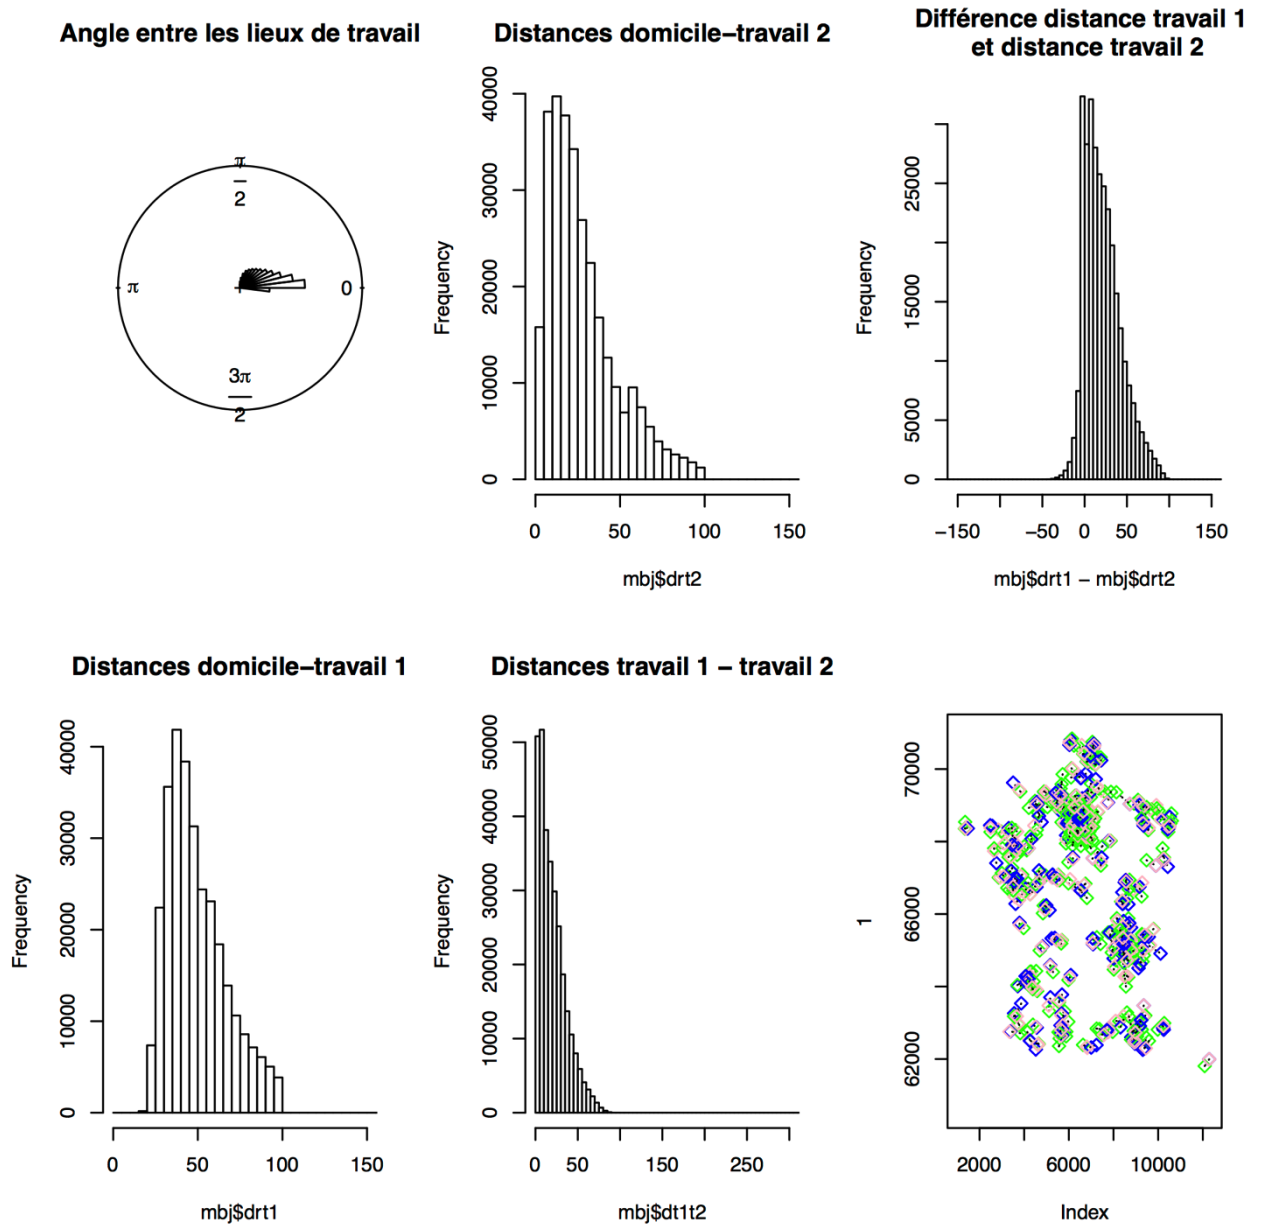 Angle entre les lieux de travail
π
2
π
0
3π
2
Distances domicile−travail 2
Frequency
0
10000
20000
30000
40000
0
50
100
150
mbj$drt2
Différence distance travail 1
et distance travail 2
Frequency
0
5000
15000
25000
−150
−50
0
50
150
mbj$drt1 − mbj$drt2
Distances domicile−travail 1
Frequency
0
10000
20000
30000
40000
0
50
100
150
mbj$drt1
Distances travail 1 − travail 2
Frequency
0
10000
20000
30000
40000
50000
0
50
150
250
mbj$dt1t2
1
62000
66000
70000
2000
6000
10000
Index